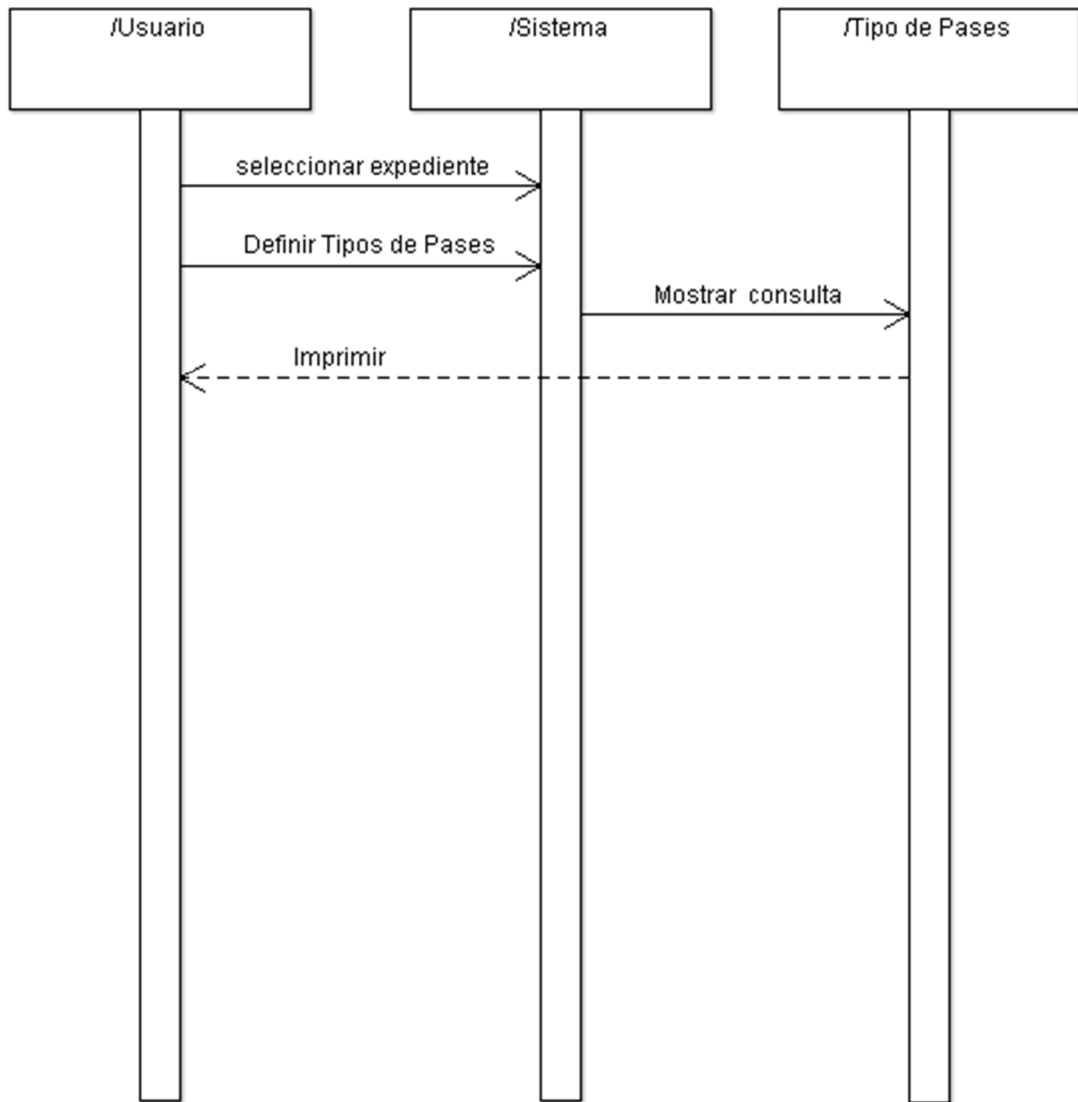 /Usuario
/Sistema
/Tipo de Pases
seleccionar expediente
Definir Tipos de Pases
Mostrar consulta
Imprimir